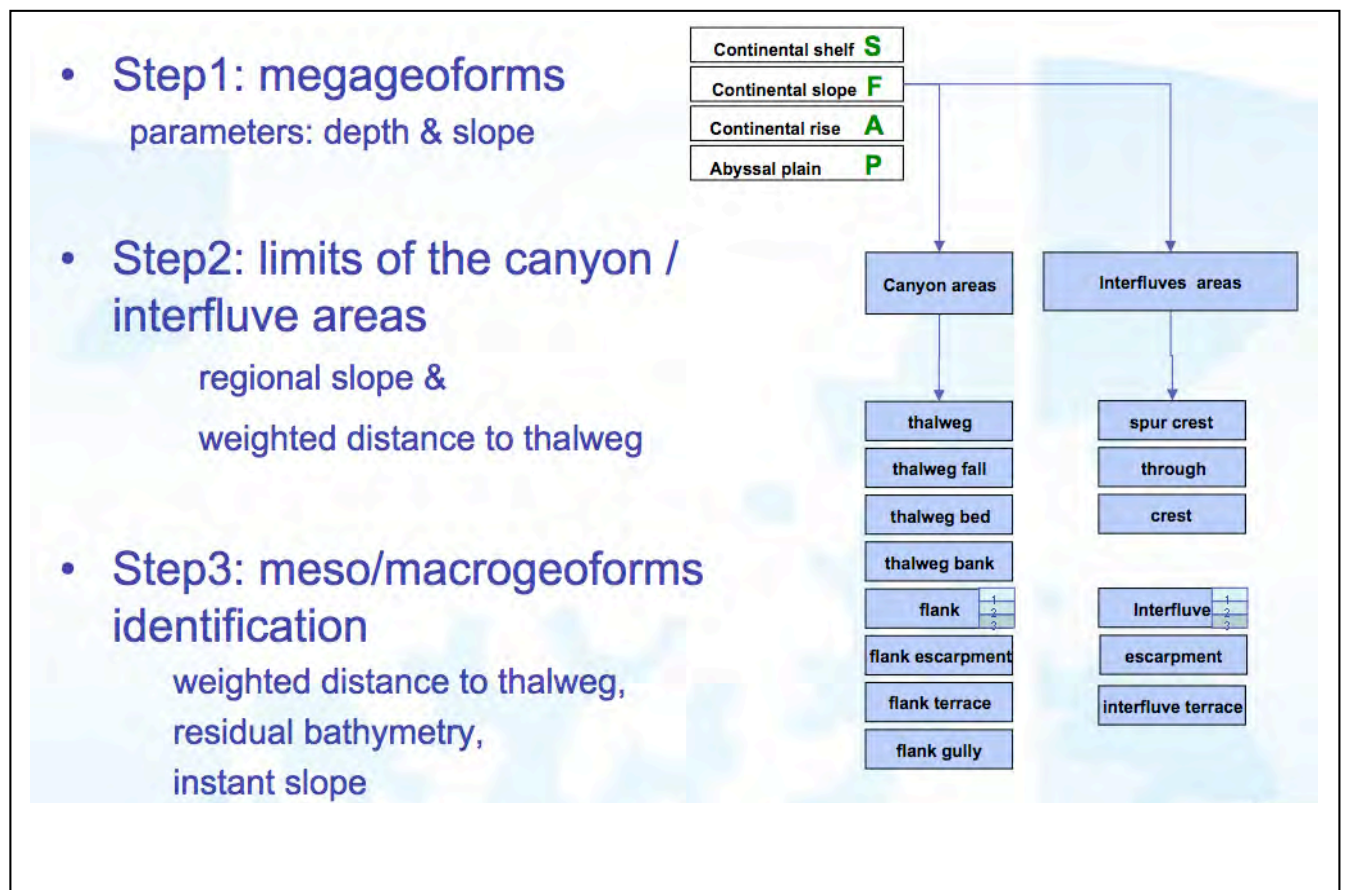 • Step1: megageoforms
parameters: depth & slope
• Step2: limits of the canyon /
interfluve areas
regional slope &
weighted distance to thalweg
• Step3: meso/macrogeoforms
identification
weighted distance to thalweg,
residual bathymetry,
instant slope
Continental shelf S
Continental slope F
Continental rise A
Abyssal plain P
Canyon areas
Interfluves areas
thalweg
thalweg fall
thalweg bed
thalweg bank
flank
1
2
3
flank escarpment
flank terrace
flank gully
spur crest
through
crest
Interfluve
1
2
3
escarpment
interfluve terrace